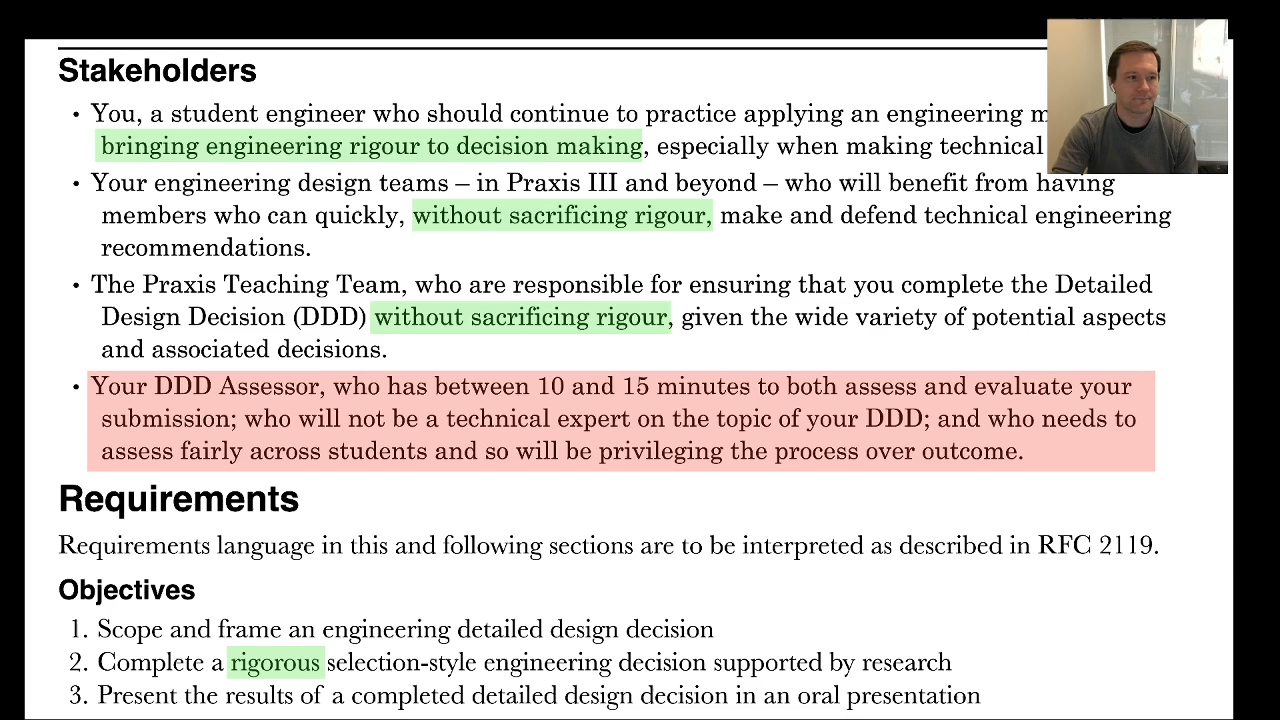 Stakeholders
• You, a student engineer who should continue to practice applying an engineering
bringing engineering rigour to decision making, especially when making technical
• Your engineering design teams – in Praxis III and beyond – who will benefit from having
members who can quickly, without sacrificing rigour, make and defend technical engineering
recommendations.
• The Praxis Teaching Team, who are responsible for ensuring that you complete the Detailed
Design Decision (DDD) without sacrificing rigour, given the wide variety of potential aspects
and associated decisions.
• Your DDD Assessor, who has between 10 and 15 minutes to both assess and evaluate your
submission; who will not be a technical expert on the topic of your DDD; and who needs to
assess fairly across students and so will be privileging the process over outcome.
Requirements
Requirements language in this and following sections are to be interpreted as described in RFC 2119.
Objectives
1. Scope and frame an engineering detailed design decision
2. Complete a rigorous selection-style engineering decision supported by research
3. Present the results of a completed detailed design decision in an oral presentation